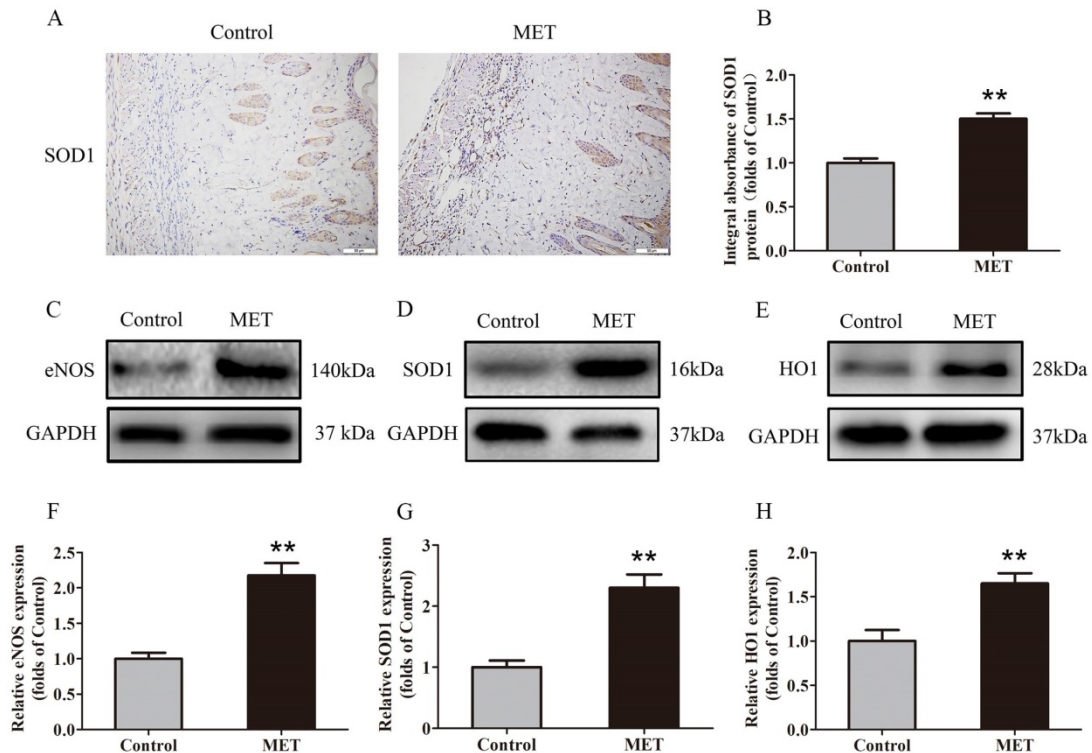 A
Control
MET
SOD1
B
Integral absorbance of SOD1
protein (folds of Control)
2.0
1.5
1.0
0.5
0.0
**
Control
MET
C
Control
MET
eNOS
140kDa
GAPDH
37 kDa
D
Control
MET
SOD1
16kDa
GAPDH
37kDa
E
Control
MET
HO1
28kDa
GAPDH
37kDa
F
Relative eNOS expression
(folds of Control)
2.5
2.0
1.5
1.0
0.5
0.0
**
Control
MET
G
Relative SOD1 expression
(folds of Control)
3
2
1
0
**
Control
MET
H
Relative HO1 expression
(folds of Control)
2.0
1.5
1.0
0.5
0.0
**
Control
MET